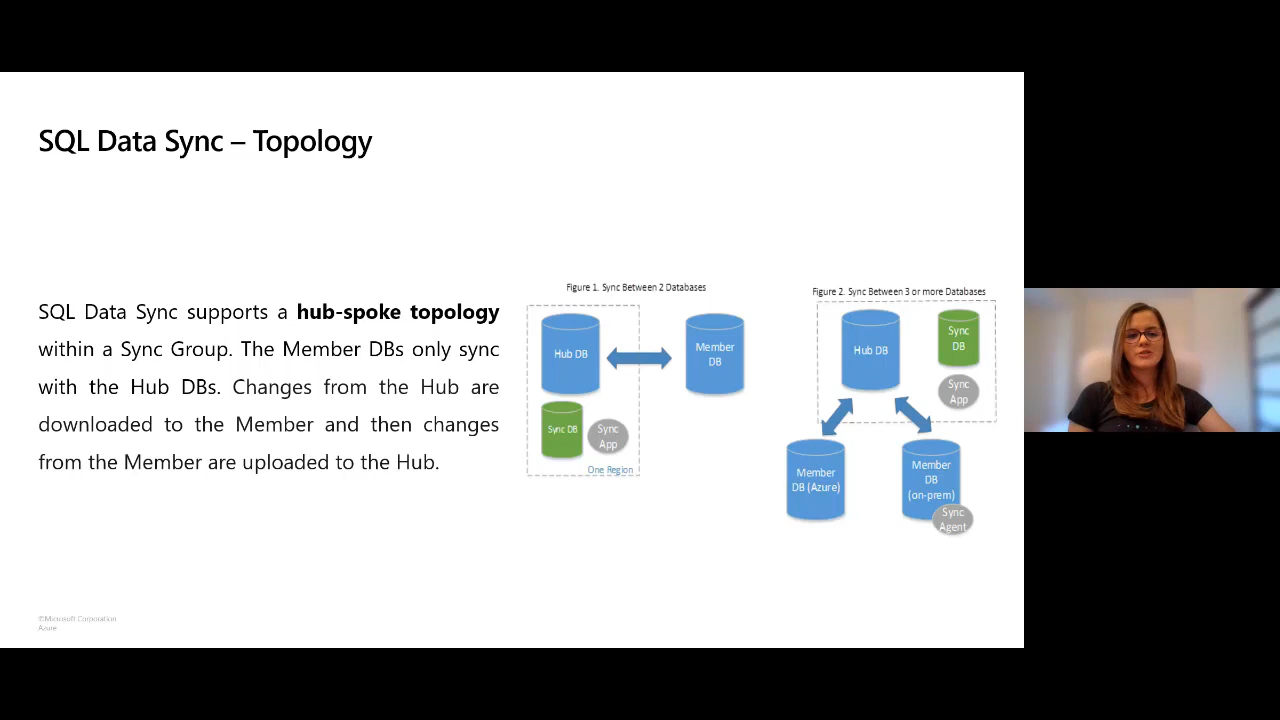 SQL Data Sync – Topology
SQL Data Sync supports a hub-spoke topology
within a Sync Group. The Member DBs only sync
with the Hub DBs. Changes from the Hub are
downloaded to the Member and then changes
from the Member are uploaded to the Hub.
Figure 1. Sync Between 2 Databases
Hub DB
Member
DB
Sync DB
Sync
App
One Region
Figure 2. Sync Between 3 or more Databases
Hub DB
Sync
DB
Sync
App
Member
DB (Azure)
Member
DB
(on-prem)
Sync
Agent
©Microsoft Corporation
Azure